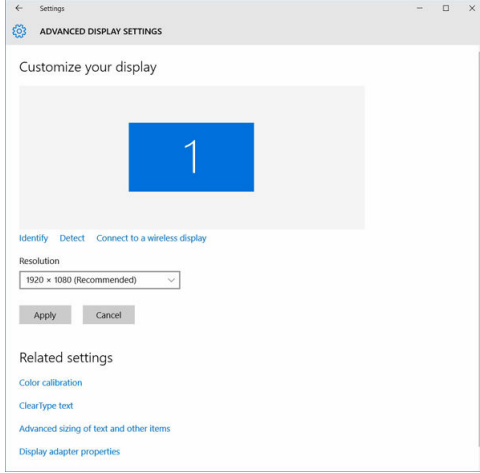 Settings
ADVANCED DISPLAY SETTINGS
Customize your display
1
Identify Detect Connect to a wireless display
Resolution
1920 × 1080 (Recommended)
Apply Cancel
Related settings
Color calibration
ClearType text
Advanced sizing of text and other items
Display adapter properties